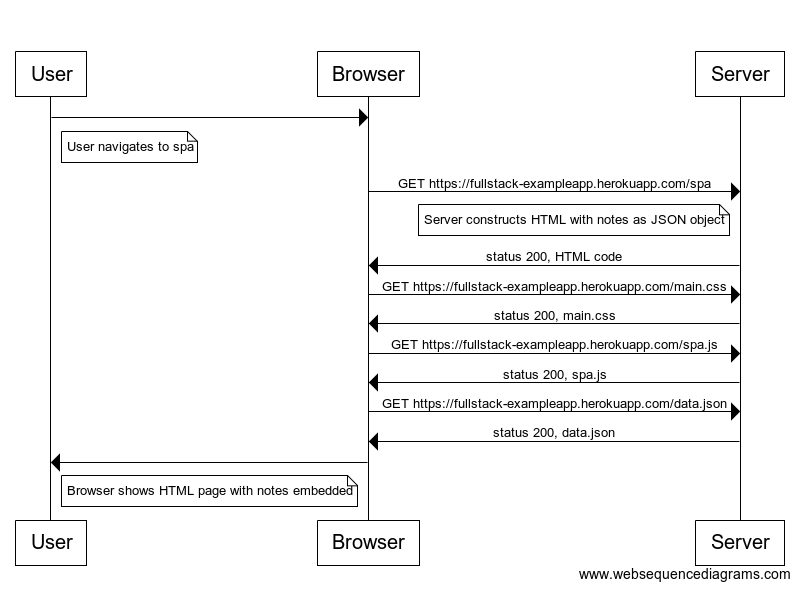 User
Browser
Server
User navigates to spa
GET https://fullstack-exampleapp.herokuapp.com/spa
Server constructs HTML with notes as JSON object
status 200, HTML code
GET https://fullstack-exampleapp.herokuapp.com/main.css
status 200, main.css
GET https://fullstack-exampleapp.herokuapp.com/spa.js
status 200, spa.js
GET https://fullstack-exampleapp.herokuapp.com/data.json
status 200, data.json
Browser shows HTML page with notes embedded
User
Browser
Server
www.websequencediagrams.com